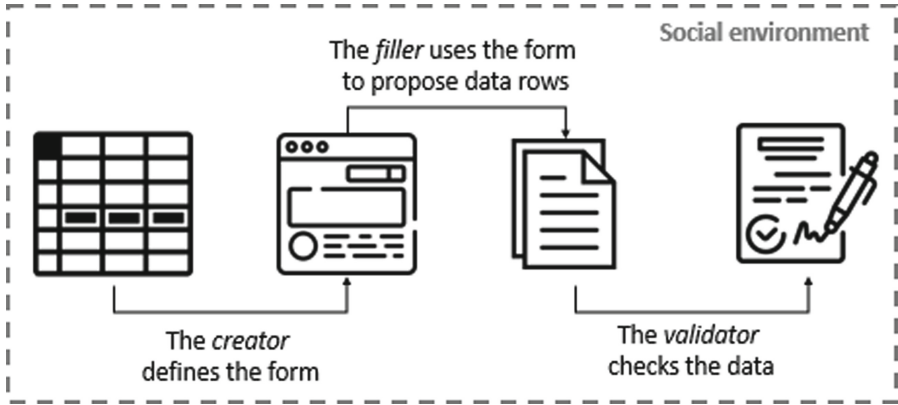 Social environment
The filler uses the form
to propose data rows
The creator
defines the form
The validator
checks the data